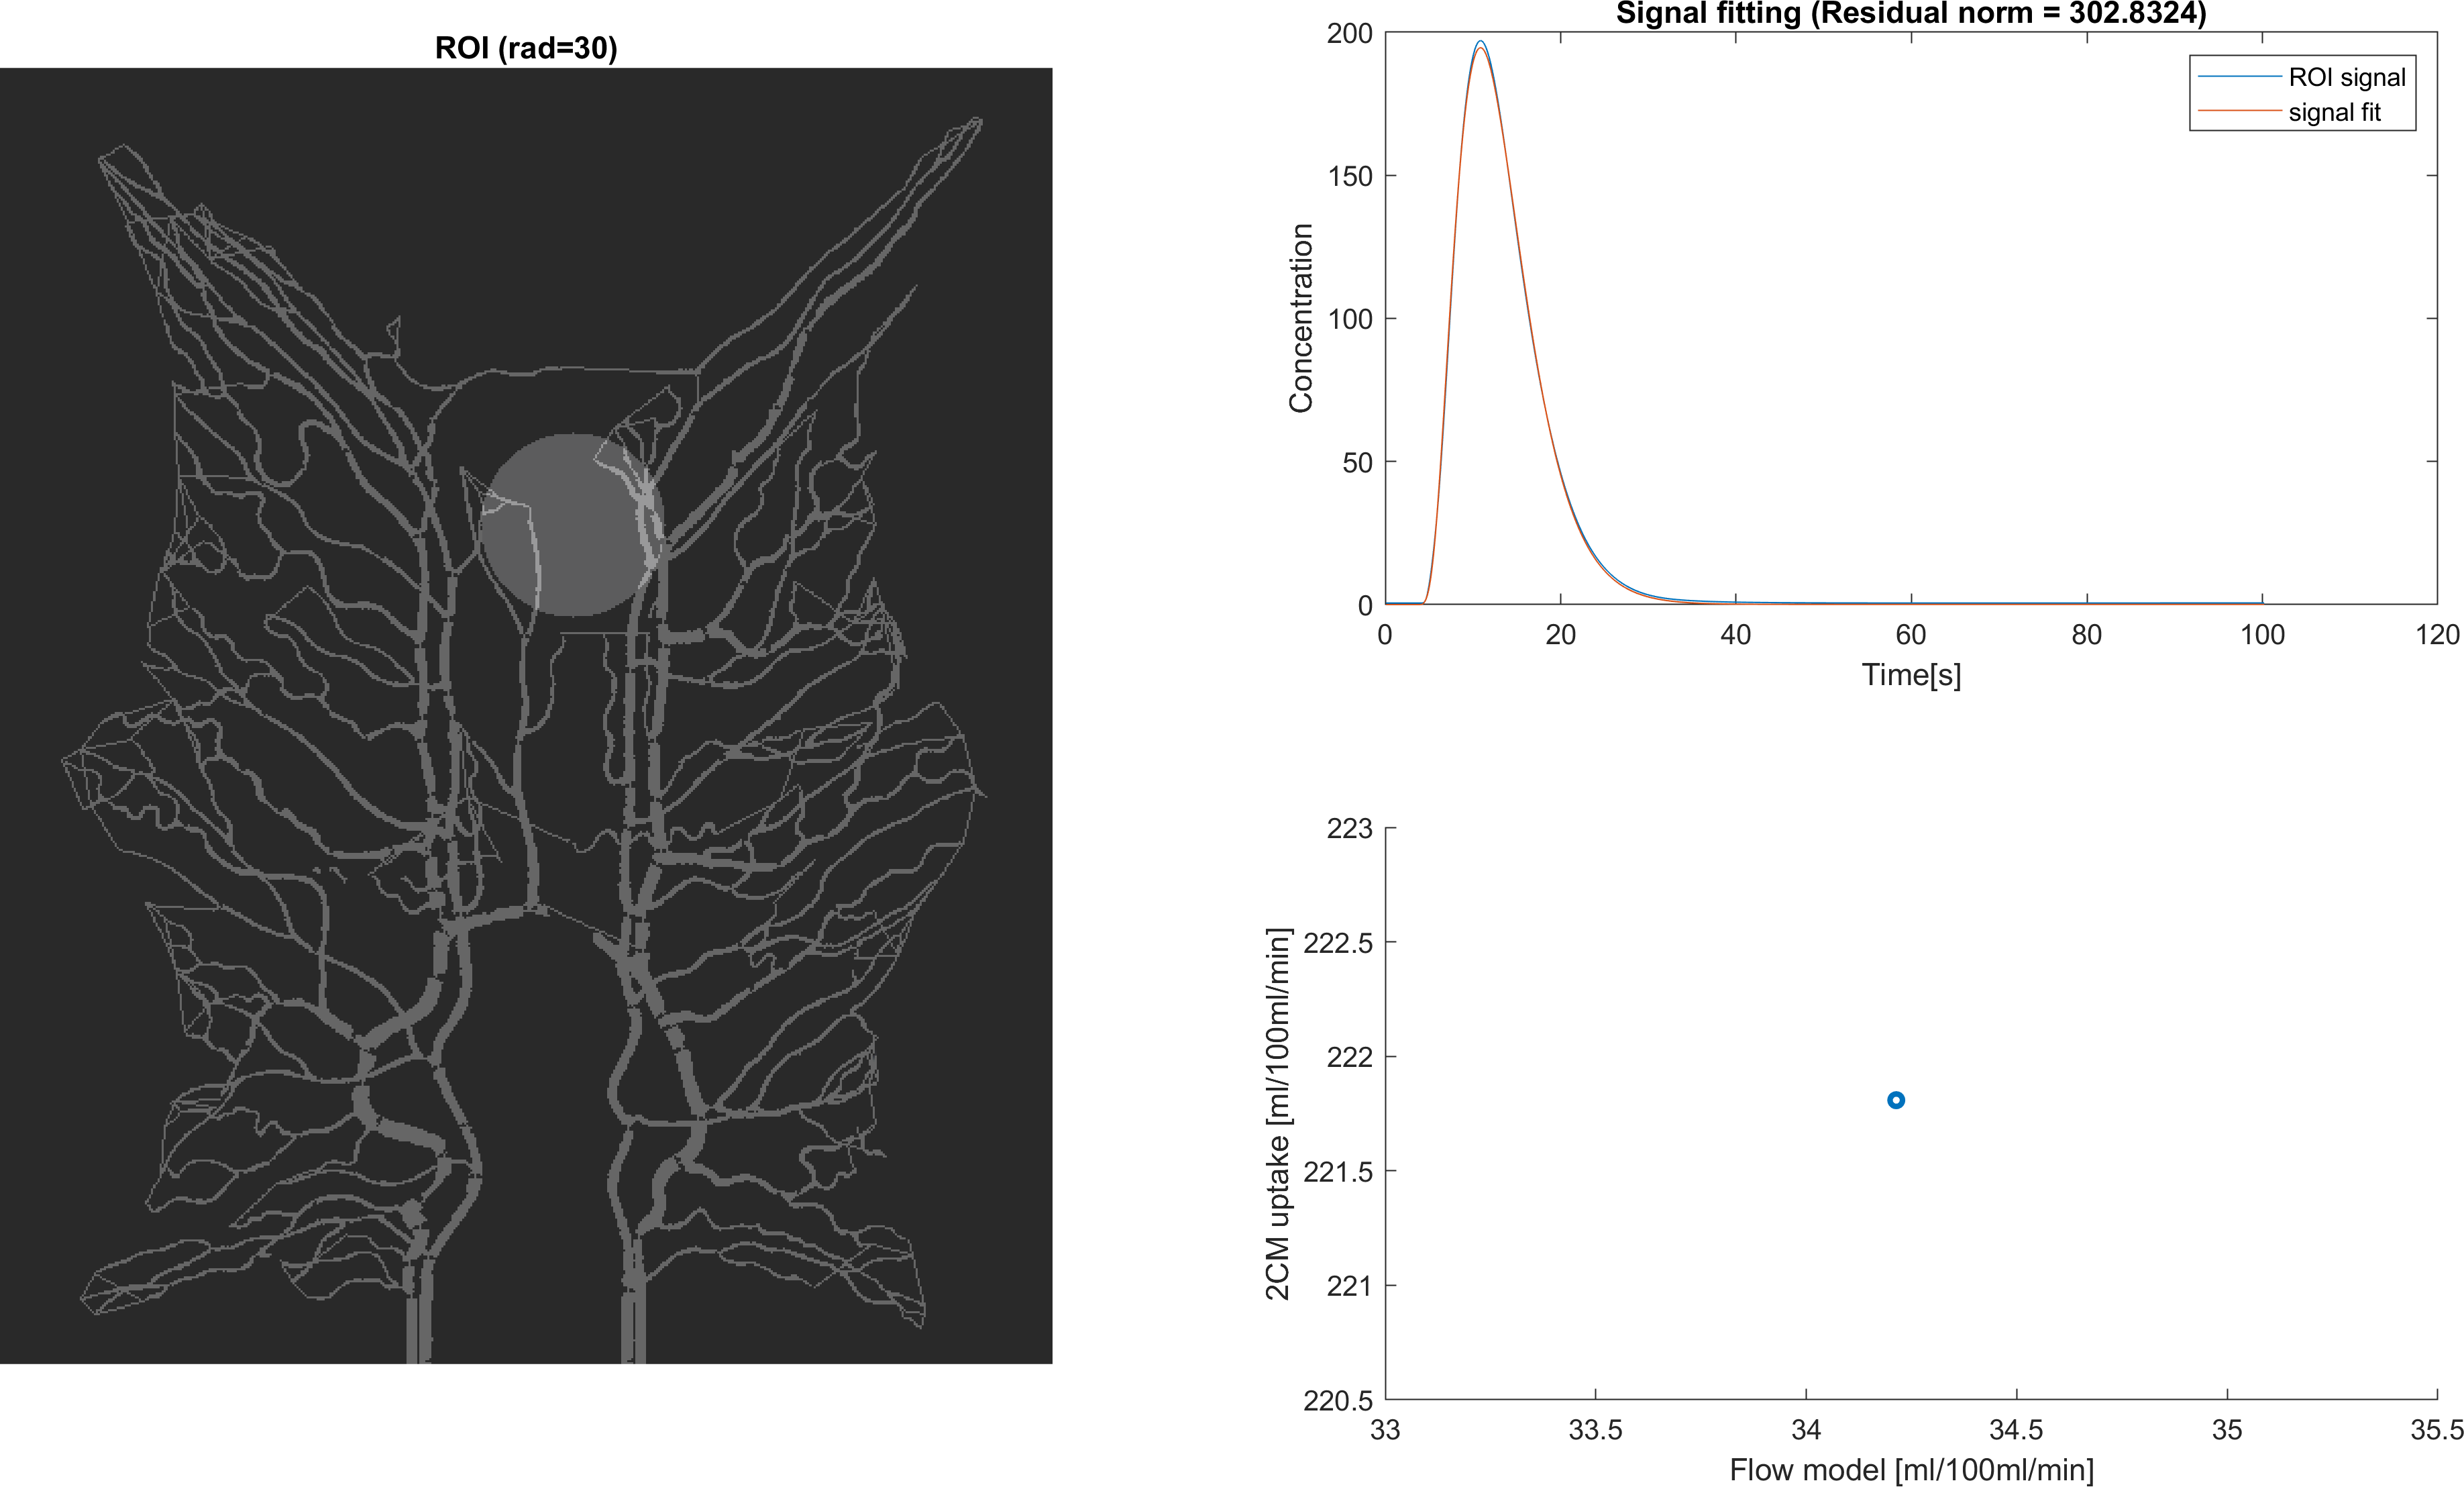 ROI (rad=30)
Signal fitting (Residual norm = 302.8324)
200
150
100
50
0
Concentration
ROI signal
signal fit
0 20 40 60 80 100 120
Time[s]
223
222.5
222
221.5
221
220.5
2CM uptake [ml/100ml/min]
33 33.5 34 34.5 35 35.5
Flow model [ml/100ml/min]